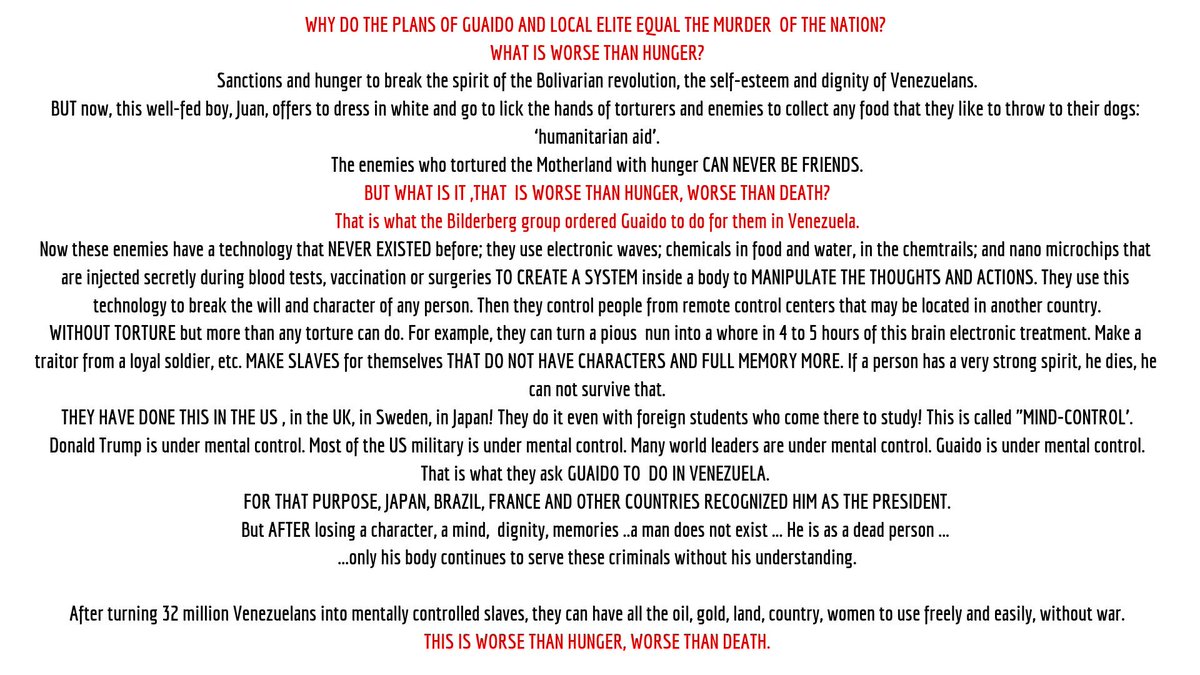 WHY DO THE PLANS OF GUAIDO AND LOCAL ELITE EQUAL THE MURDER OF THE NATION?
WHAT IS WORSE THAN HUNGER?
Sanctions and hunger to break the spirit of the Bolivarian revolution, the self-esteem and dignity of Venezuelans.
BUT now, this well-fed boy, Juan, offers to dress in white and go to lick the hands of torturers and enemies to collect any food that they like to throw to their dogs:
‘humanitarian aid’.
The enemies who tortured the Motherland with hunger CAN NEVER BE FRIENDS.
BUT WHAT IS IT ,THAT IS WORSE THAN HUNGER, WORSE THAN DEATH?
That is what the Bilderberg group ordered Guaido to do for them in Venezuela.
Now these enemies have a technology that NEVER EXISTED before; they use electronic waves; chemicals in food and water, in the chemtrails; and nano microchips that
are injected secretly during blood tests, vaccination or surgeries TO CREATE A SYSTEM inside a body to MANIPULATE THE THOUGHTS AND ACTIONS. They use this
technology to break the will and character of any person. Then they control people from remote control centers that may be located in another country.
WITHOUT TORTURE but more than any torture can do. For example, they can turn a pious nun into a whore in 4 to 5 hours of this brain electronic treatment. Make a
traitor from a loyal soldier, etc. MAKE SLAVES for themselves THAT DO NOT HAVE CHARACTERS AND FULL MEMORY MORE. If a person has a very strong spirit, he dies, he
can not survive that.
THEY HAVE DONE THIS IN THE US , in the UK, in Sweden, in Japan! They do it even with foreign students who come there to study! This is called "MIND-CONTROL'.
Donald Trump is under mental control. Most of the US military is under mental control. Many world leaders are under mental control. Guaido is under mental control.
That is what they ask GUAIDO TO DO IN VENEZUELA.
FOR THAT PURPOSE, JAPAN, BRAZIL, FRANCE AND OTHER COUNTRIES RECOGNIZED HIM AS THE PRESIDENT.
But AFTER losing a character, a mind, dignity, memories ..a man does not exist ... He is as a dead person ...
...only his body continues to serve these criminals without his understanding.
After turning 32 million Venezuelans into mentally controlled slaves, they can have all the oil, gold, land, country, women to use freely and easily, without war.
THIS IS WORSE THAN HUNGER, WORSE THAN DEATH.